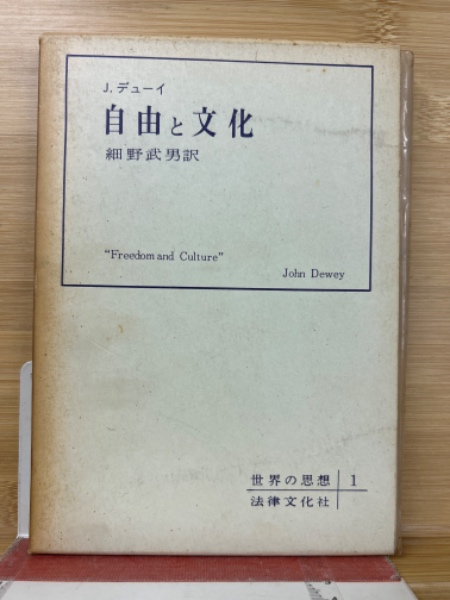 J. デューイ
自由と文化
細野武男訳
"Freedom and Culture"
John Dewey
世界の思想 1
法律文化社